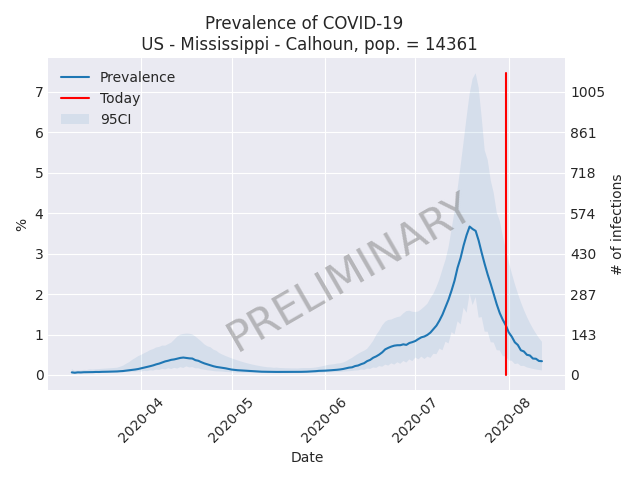 Prevalence of COVID-19
US - Mississippi - Calhoun, pop. = 14361
Prevalence
Today
95CI
7
6
5
4
3
2
1
0
%
1005
861
718
574
430
287
143
0
# of infections
PRELIMINARY
2020-04
2020-05
2020-06
2020-07
2020-08
Date